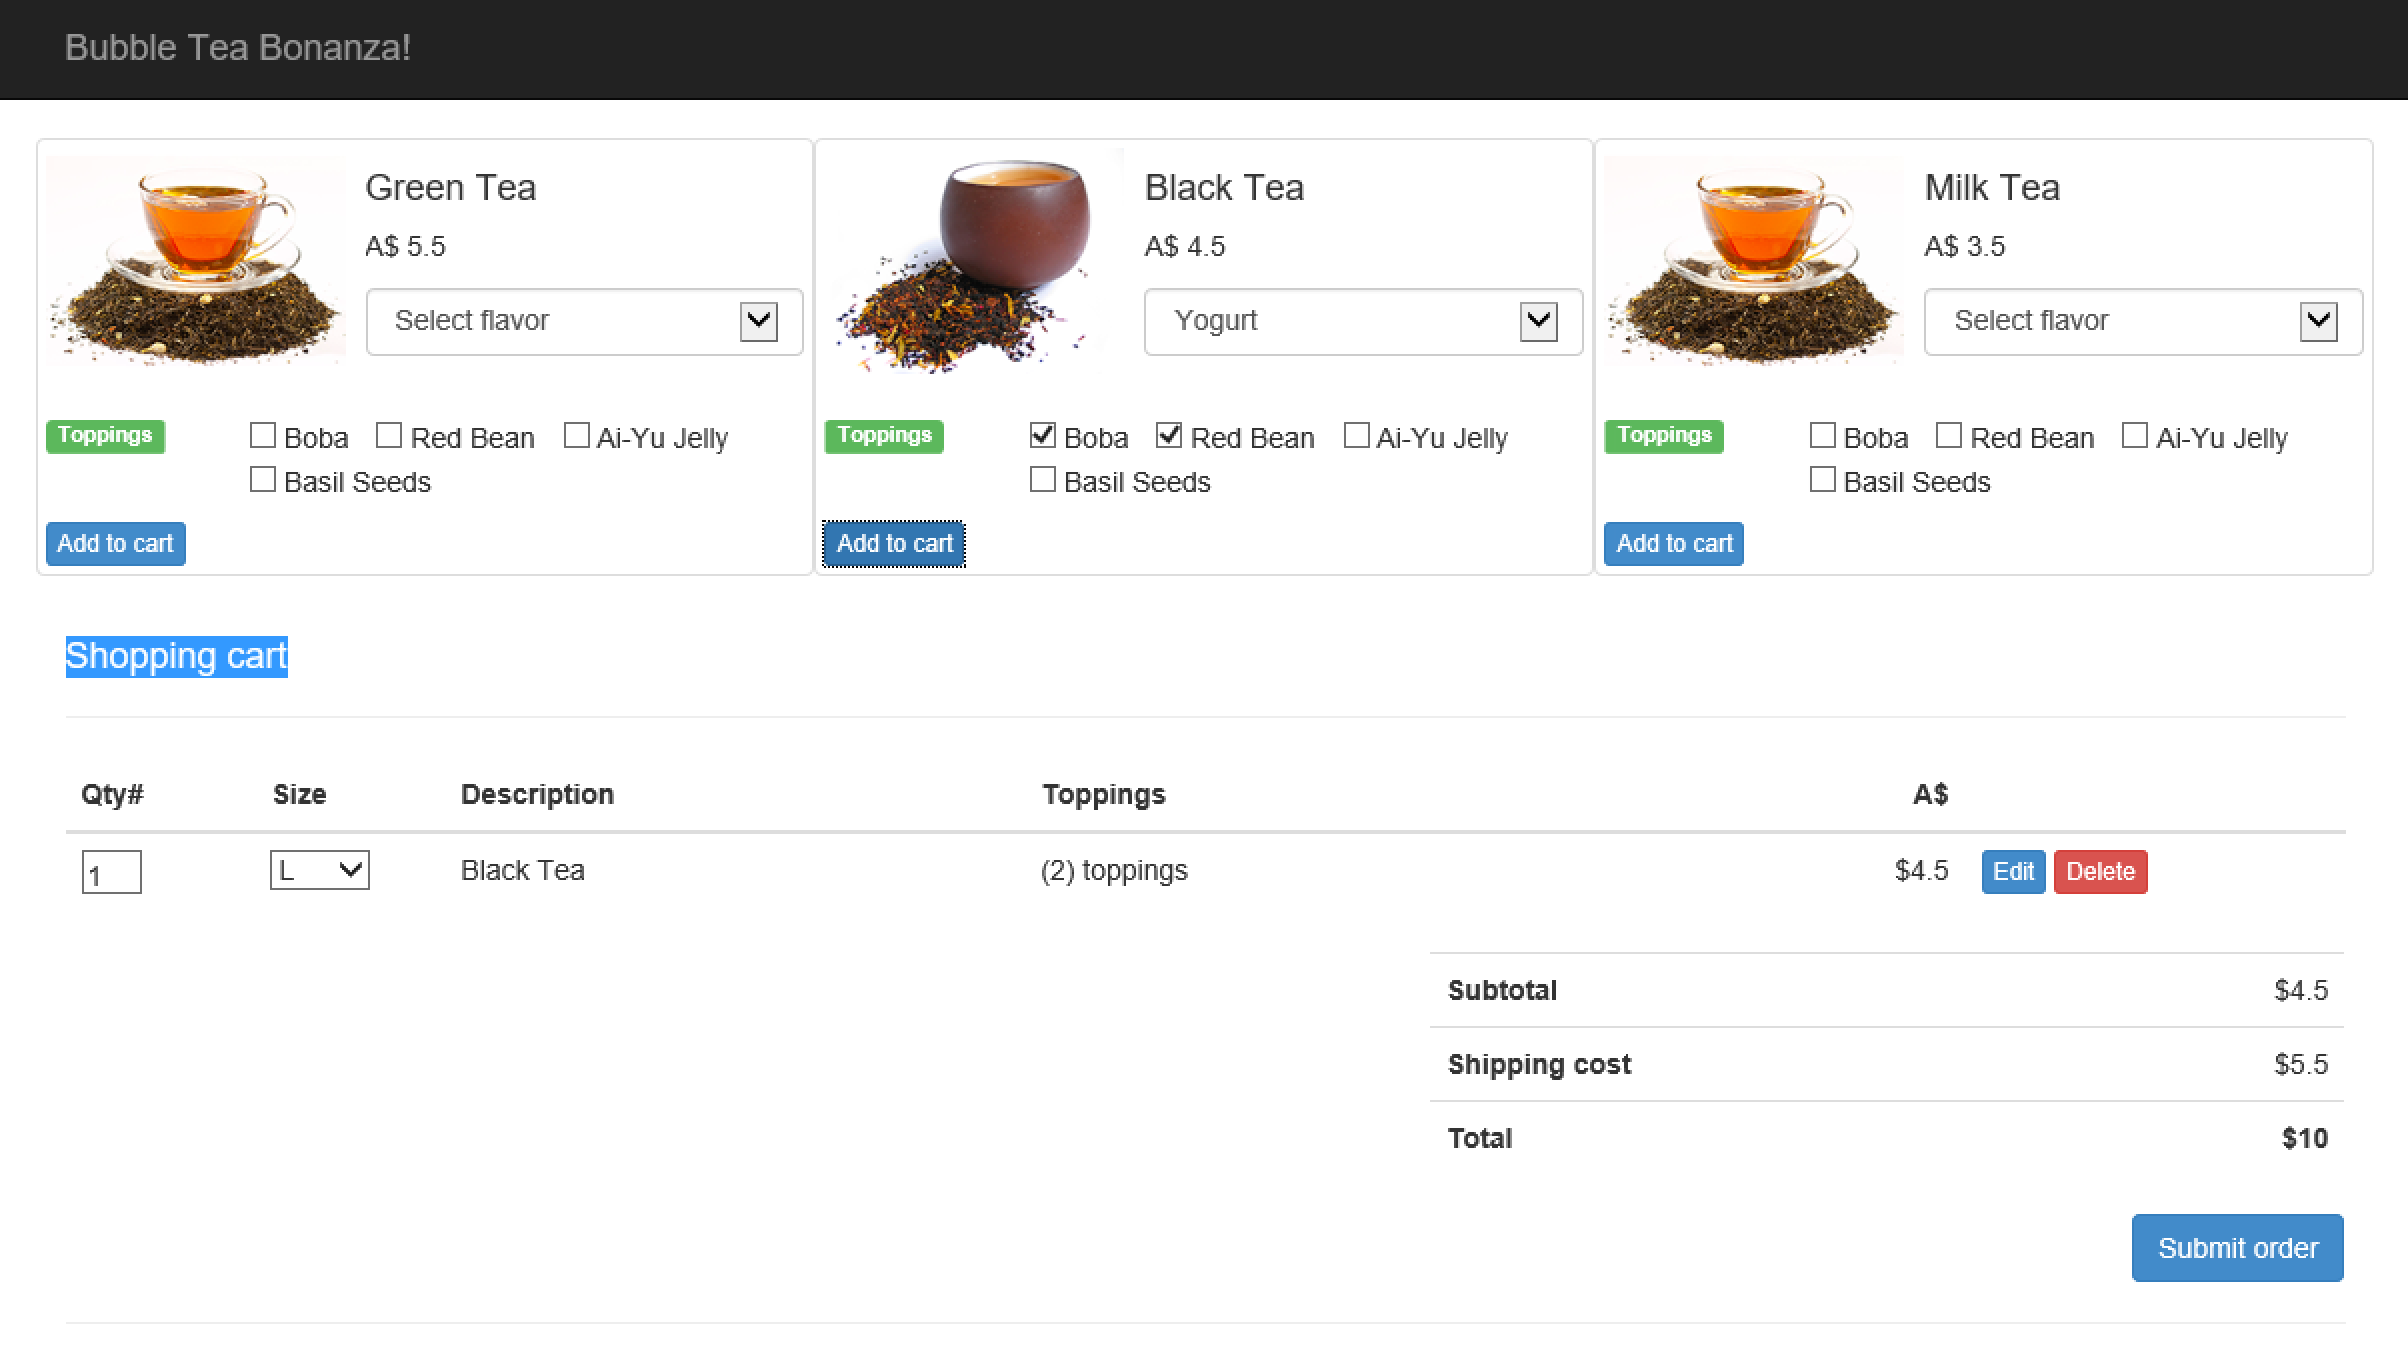 Bubble Tea Bonanza!
Green Tea
A$ 5.5
Select flavor
Toppings Boba Red Bean Ai-Yu Jelly
Basil Seeds
Add to cart
Black Tea
A$ 4.5
Yogurt
Toppings Boba Red Bean Ai-Yu Jelly
Basil Seeds
Add to cart
Milk Tea
A$ 3.5
Select flavor
Toppings Boba Red Bean Ai-Yu Jelly
Basil Seeds
Add to cart
Shopping cart
Qty# Size Description Toppings A$
1 L Black Tea (2) toppings $4.5 Edit Delete
Subtotal $4.5
Shipping cost $5.5
Total $10
Submit order